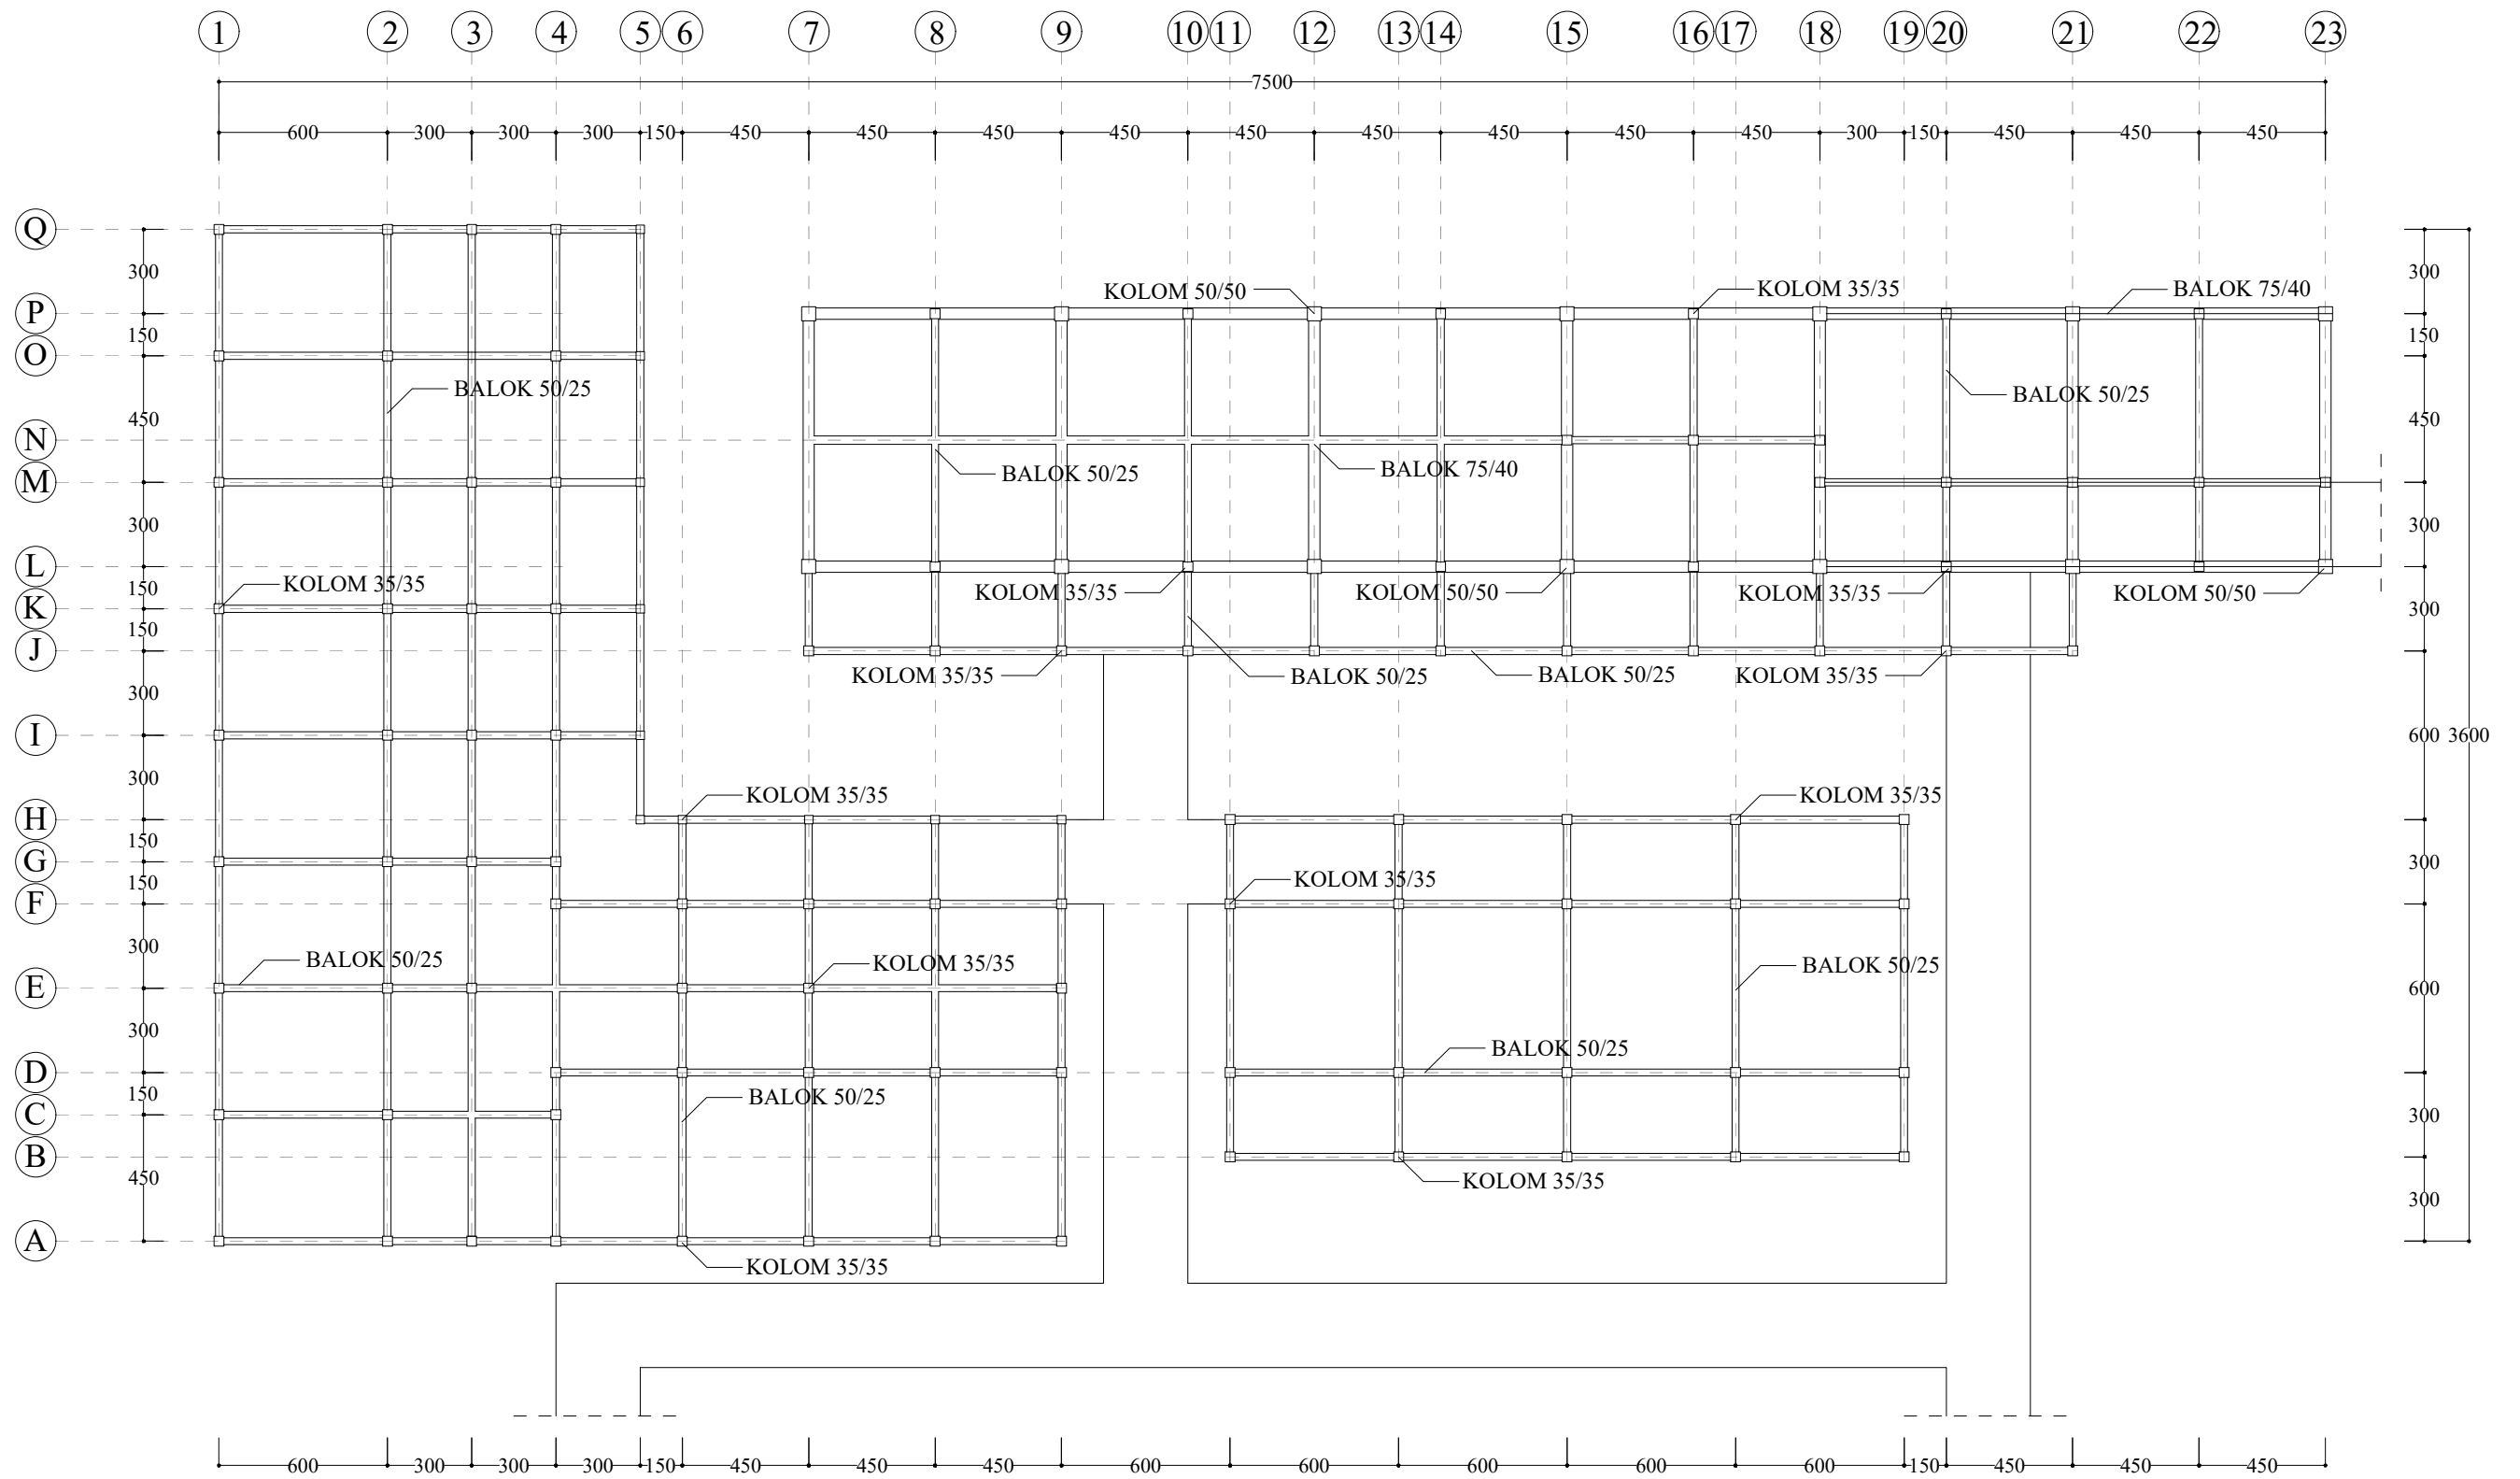 1 2 3 4 5 6 7 8 9 10 11 12 13 14 15 16 17 18 19 20 21 22 23
7500
600 300 300 300 150 450 450 450 450 450 450 450 450 450 300 150 450 450 450
Q
300 300
KOLOM 50/50 KOLOM 35/35 BALOK 75/40
P
150 150
O
BALOK 50/25 BALOK 50/25
450 450
N
BALOK 50/25 BALOK 75/40
M
300 300
L
KOLOM 35/35 KOLOM 35/35 KOLOM 50/50 KOLOM 35/35 KOLOM 50/50
150
K
150 300
J
KOLOM 35/35 BALOK 50/25 BALOK 50/25 KOLOM 35/35
300
I
600 3600
300
KOLOM 35/35 KOLOM 35/35
H
150
G
300
150 KOLOM 35/35
F
300
BALOK 50/25 KOLOM 35/35 BALOK 50/25
E
600
300
BALOK 50/25
D
150 BALOK 50/25
C
300
B
450 KOLOM 35/35
300
A
KOLOM 35/35
600 300 300 300 150 450 450 450 600 600 600 600 600 150 450 450 450